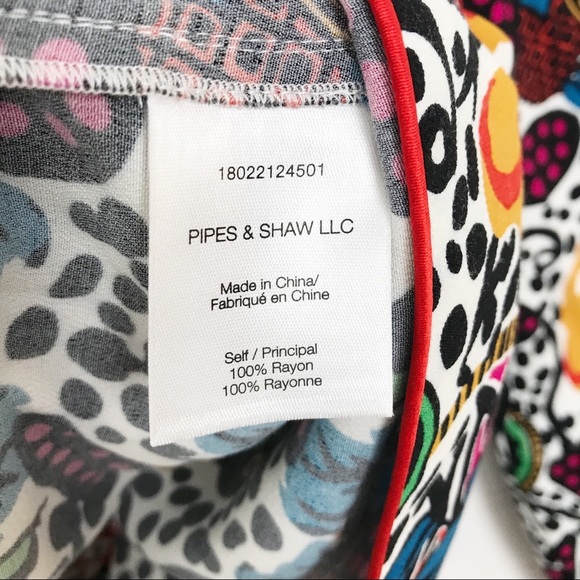 18022124501
PIPES & SHAW LLC
Made in China/
Fabriqué en Chine
Self / Principal
100% Rayon
100% Rayonne